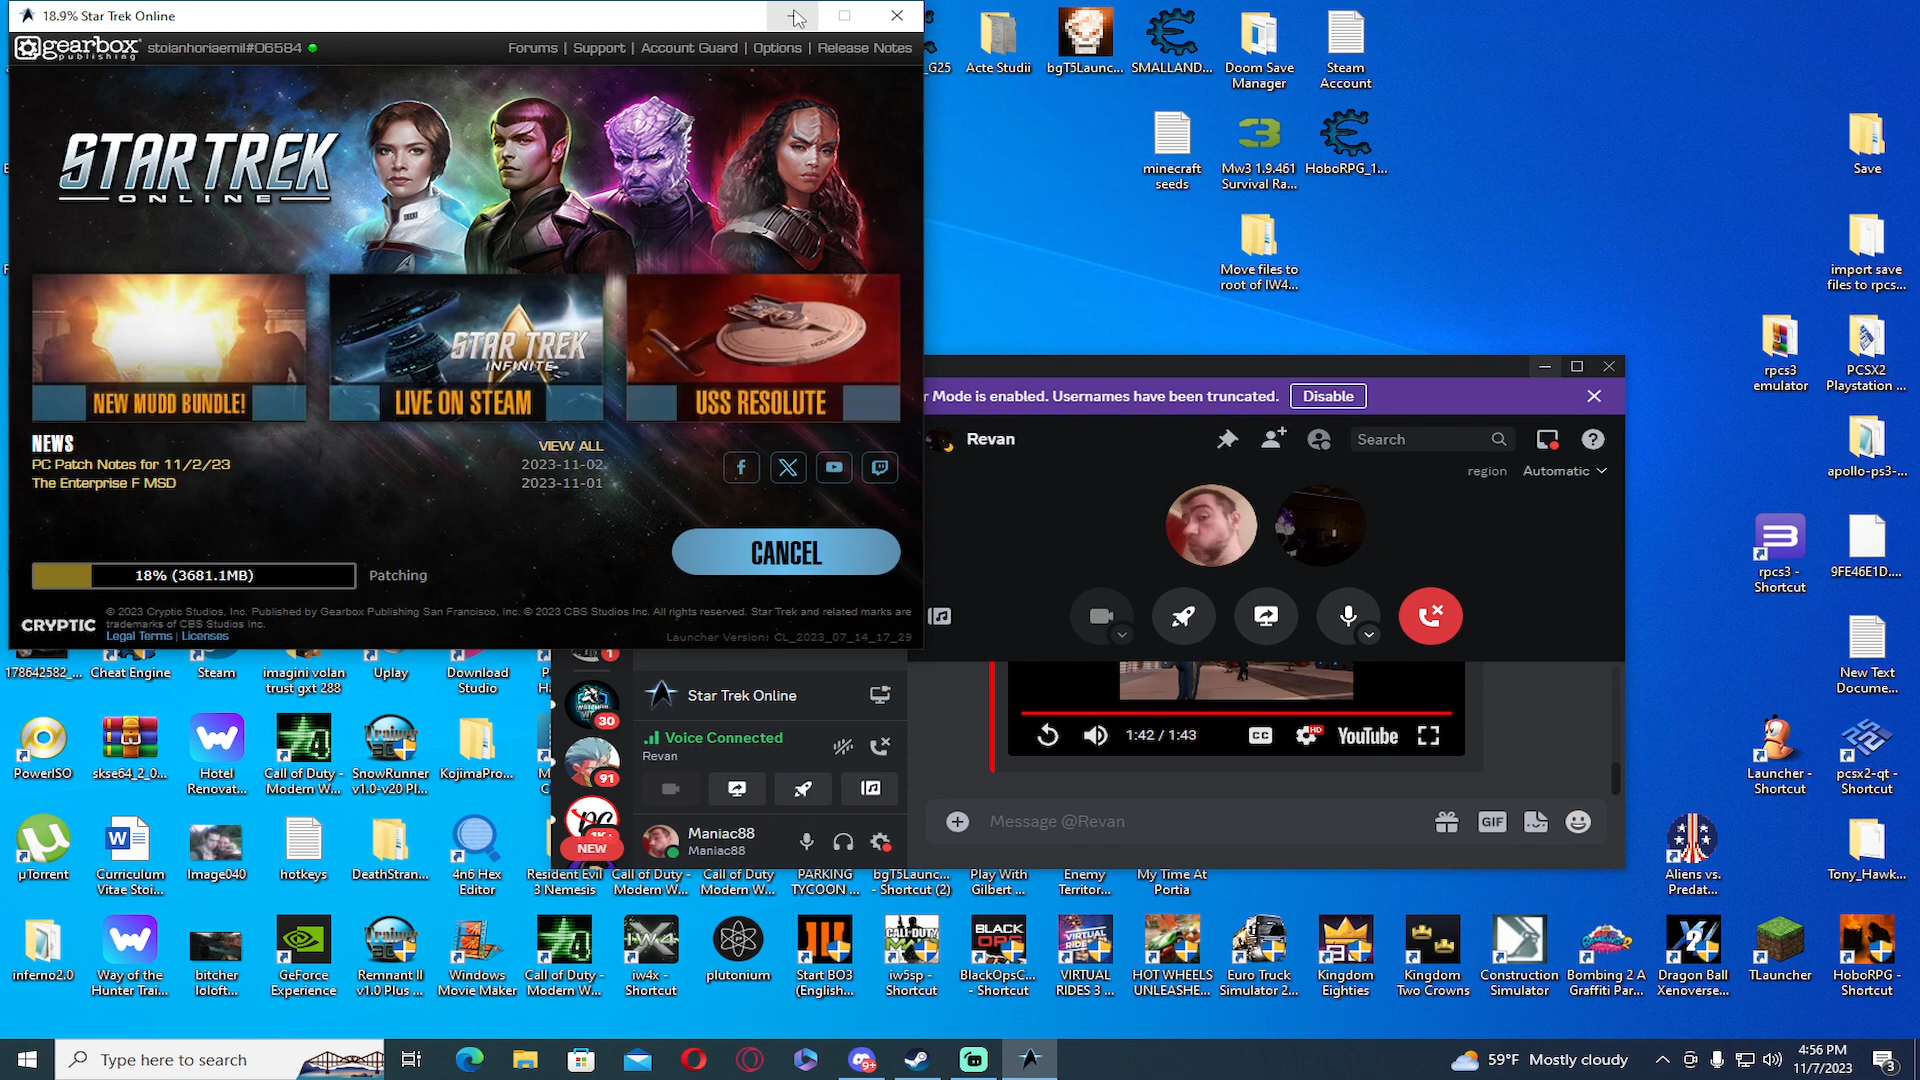 18.9% Star Trek Online
gearbox publishing stoianhoriaemil#06584
Forums | Support | Account Guard | Options | Release Notes
STAR TREK
ONLINE
STAR TREK
INFINITE
NEW MUDD BUNDLE!
LIVE ON STEAM
USS RESOLUTE
NEWS
VIEW ALL
PC Patch Notes for 11/2/23
2023-11-02
The Enterprise F MSD
2023-11-01
CANCEL
18% (3681.1MB)
Patching
CRYPTIC
© 2023 Cryptic Studios, Inc. Published by Gearbox Publishing San Francisco, Inc. © 2023 CBS Studios Inc. All rights reserved. Star Trek and related marks are
trademarks of CBS Studios Inc.
Legal Terms | Licenses
Launcher Version: CL_2023_07_14_17_29
_G25
Acte Studii
bgT5Launc...
SMALLAND...
Doom Save
Manager
Steam
Account
minecraft
seeds
Mw3 1.9.461
Survival Ra...
HoboRPG_1...
Move files to
root of IW4...
Save
import save
files to rpcs...
rpcs3
emulator
PCSX2
Playstation ...
apollo-ps3-...
rpcs3 -
Shortcut
9FE46E1D....
New Text
Docume...
Launcher -
Shortcut
pcsx2-qt -
Shortcut
Aliens vs.
Predat...
Tony_Hawk...
r Mode is enabled. Usernames have been truncated.
Disable
Revan
Search
region
Automatic
1:42 / 1:43
CC
HD
YouTube
Message @Revan
GIF
1
30
91
NEW
Star Trek Online
Voice Connected
Revan
Maniac88
Maniac88
178642582_...
Cheat Engine
Steam
imagini volan
trust gxt 288
Uplay
Download
Studio
PowerISO
skse64_2_0...
Hotel
Renovat...
Call of Duty -
Modern W...
SnowRunner
v1.0-v20 Pl...
KojimaPro...
µTorrent
Curriculum
Vitae Stoi...
Image040
hotkeys
DeathStran...
4n6 Hex
Editor
Resident Evil
3 Nemesis
Call of Duty -
Modern W...
Call of Duty
Modern W...
PARKING
TYCOON ...
bgT5Launc...
- Shortcut (2)
Play With
Gilbert ...
Enemy
Territor...
My Time At
Portia
inferno2.0
Way of the
Hunter Trai...
bitcher
loloft...
GeForce
Experience
Remnant II
v1.0 Plus ...
Windows
Movie Maker
Call of Duty -
Modern W...
iw4x -
Shortcut
plutonium
Start BO3
(English...
iw5sp -
Shortcut
BlackOpsC...
- Shortcut
VIRTUAL
RIDES 3 ...
HOT WHEELS
UNLEASHE...
Euro Truck
Simulator 2...
Kingdom
Eighties
Kingdom
Two Crowns
Construction
Simulator
Bombing 2 A
Graffiti Par...
Dragon Ball
Xenoverse...
TLauncher
HoboRPG -
Shortcut
Type here to search
9+
59°F Mostly cloudy
4:56 PM
11/7/2023
3